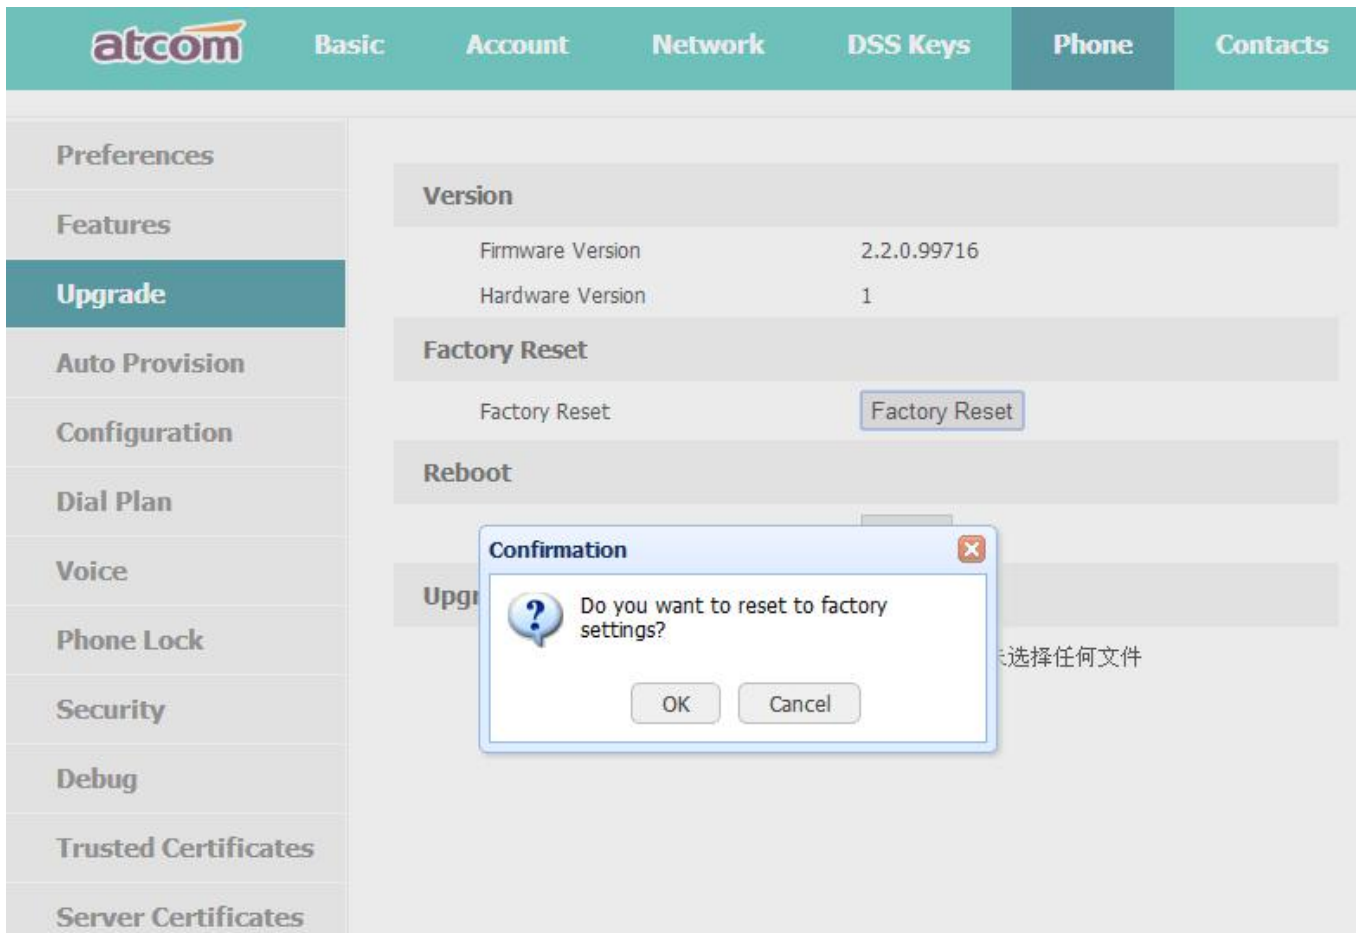 atcom Basic Account Network DSS Keys Phone Contacts
Preferences
Features
Upgrade
Auto Provision
Configuration
Dial Plan
Voice
Phone Lock
Security
Debug
Trusted Certificates
Server Certificates
Version
Firmware Version 2.2.0.99716
Hardware Version 1
Factory Reset
Factory Reset Factory Reset
Reboot
Confirmation
Do you want to reset to factory
settings?
OK Cancel
选择任何文件